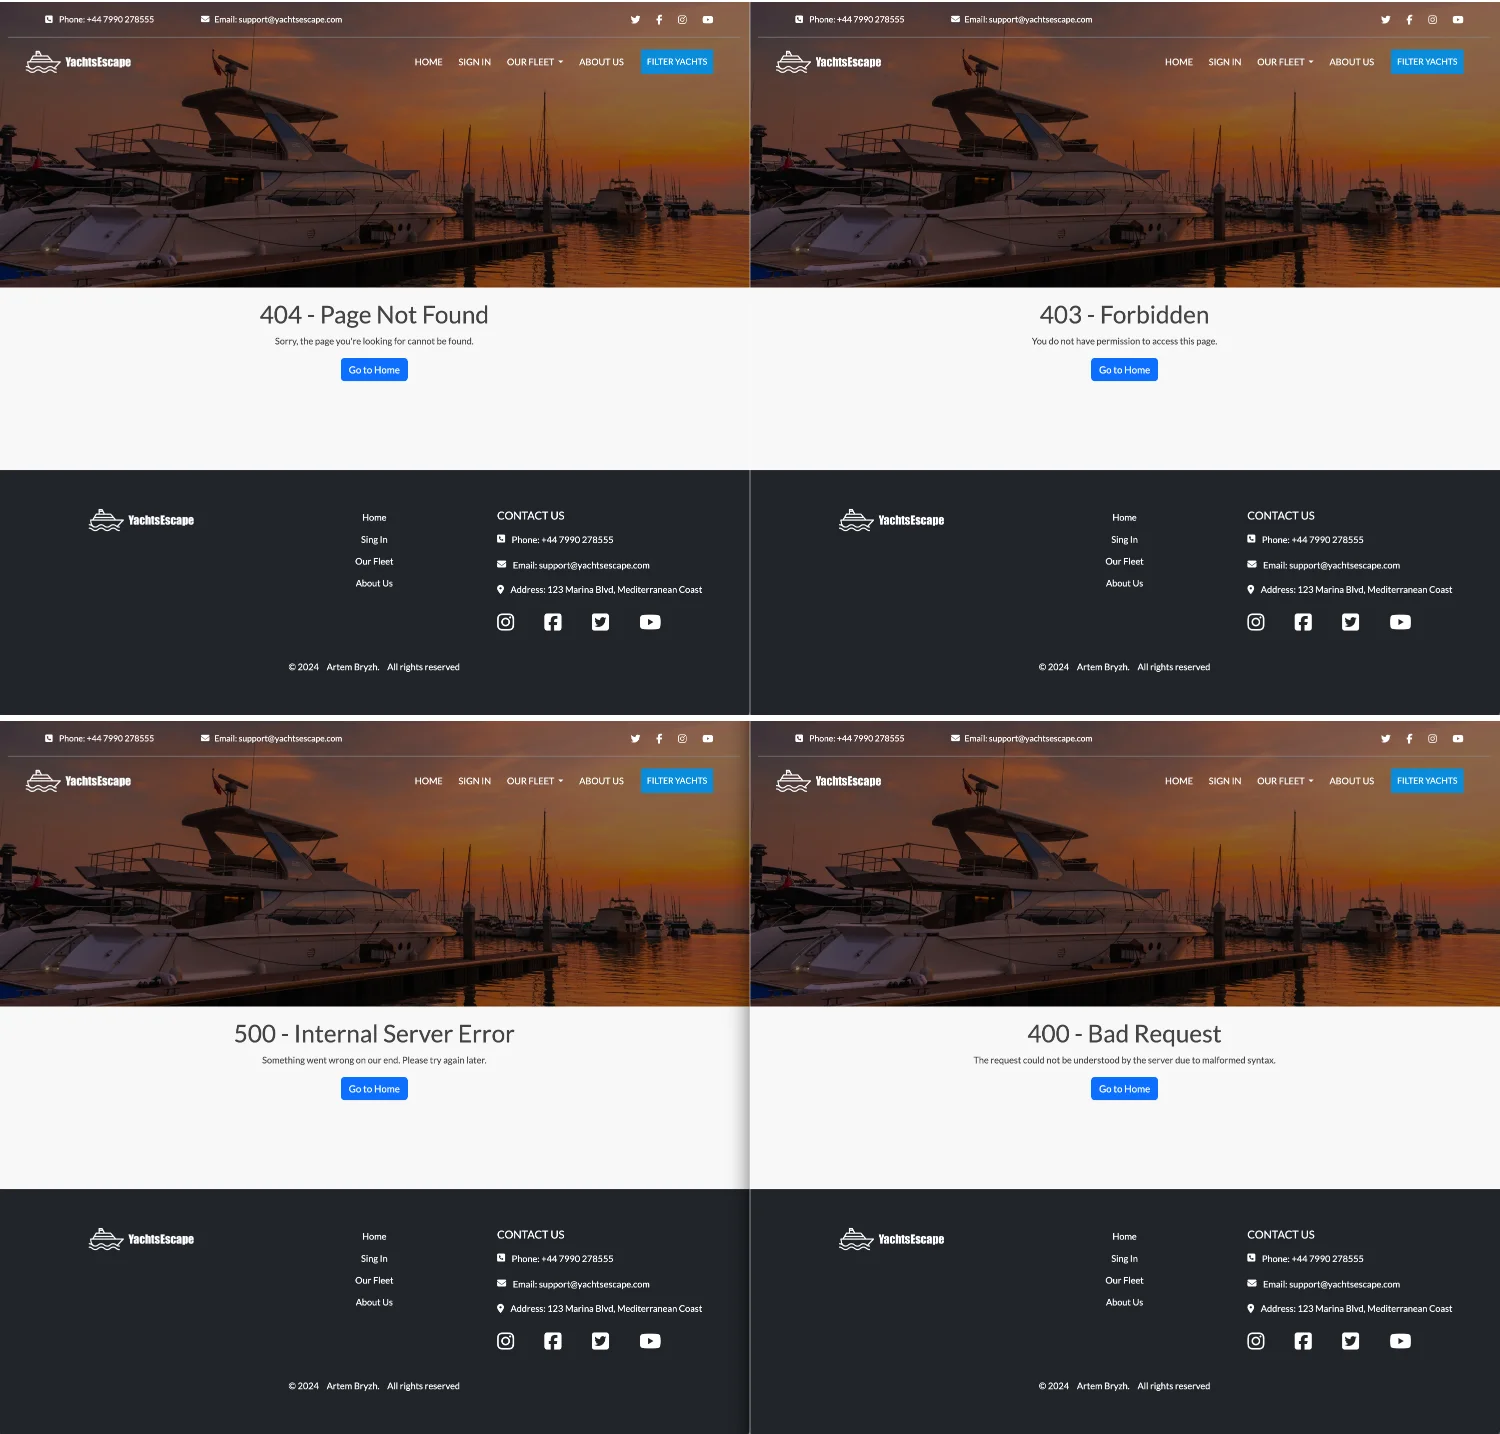 Phone: +44 7990 278555 Email: support@yachtsescape.com
YachtsEscape HOME SIGN IN OUR FLEET ABOUT US FILTER YACHTS
404 - Page Not Found
Sorry, the page you're looking for cannot be found.
Go to Home
YachtsEscape
Home
Sing In
Our Fleet
About Us
CONTACT US
Phone: +44 7990 278555
Email: support@yachtsescape.com
Address: 123 Marina Blvd, Mediterranean Coast
© 2024 Artem Bryzh. All rights reserved
Phone: +44 7990 278555 Email: support@yachtsescape.com
YachtsEscape HOME SIGN IN OUR FLEET ABOUT US FILTER YACHTS
403 - Forbidden
You do not have permission to access this page.
Go to Home
YachtsEscape
Home
Sing In
Our Fleet
About Us
CONTACT US
Phone: +44 7990 278555
Email: support@yachtsescape.com
Address: 123 Marina Blvd, Mediterranean Coast
© 2024 Artem Bryzh. All rights reserved
Phone: +44 7990 278555 Email: support@yachtsescape.com
YachtsEscape HOME SIGN IN OUR FLEET ABOUT US FILTER YACHTS
500 - Internal Server Error
Something went wrong on our end. Please try again later.
Go to Home
YachtsEscape
Home
Sing In
Our Fleet
About Us
CONTACT US
Phone: +44 7990 278555
Email: support@yachtsescape.com
Address: 123 Marina Blvd, Mediterranean Coast
© 2024 Artem Bryzh. All rights reserved
Phone: +44 7990 278555 Email: support@yachtsescape.com
YachtsEscape HOME SIGN IN OUR FLEET ABOUT US FILTER YACHTS
400 - Bad Request
The request could not be understood by the server due to malformed syntax.
Go to Home
YachtsEscape
Home
Sing In
Our Fleet
About Us
CONTACT US
Phone: +44 7990 278555
Email: support@yachtsescape.com
Address: 123 Marina Blvd, Mediterranean Coast
© 2024 Artem Bryzh. All rights reserved